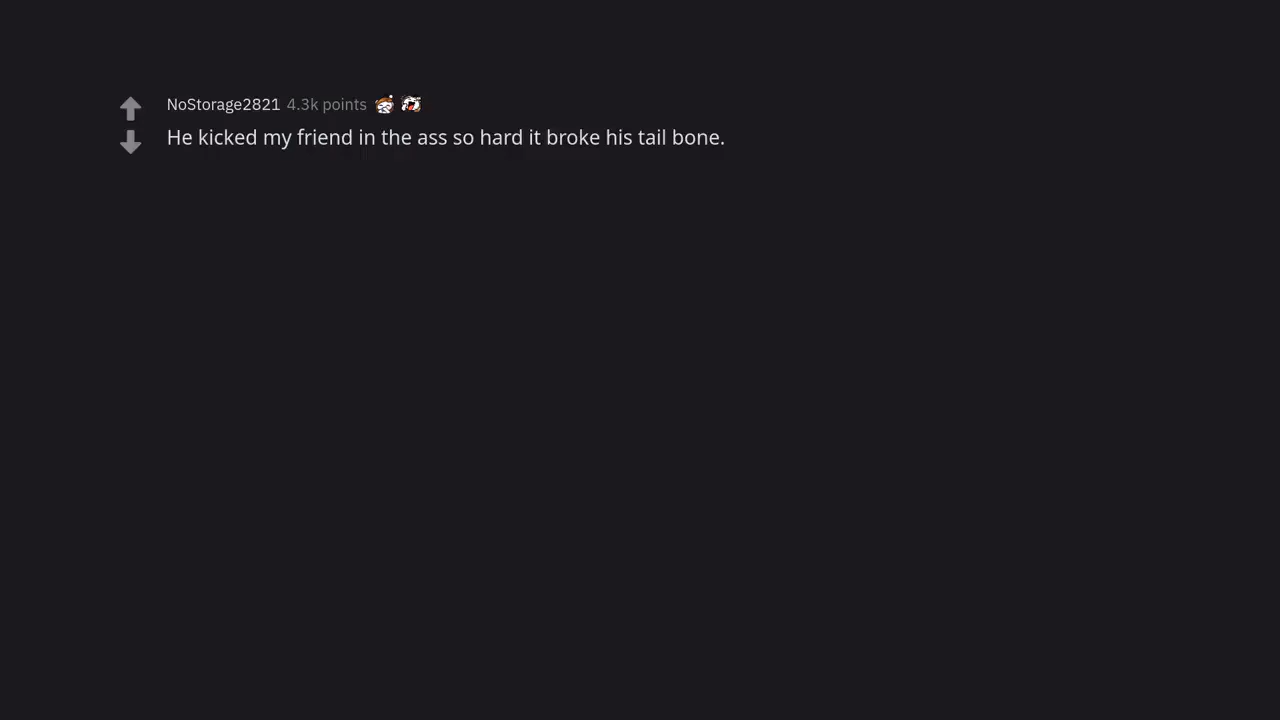 NoStorage2821 4.3k points
He kicked my friend in the ass so hard it broke his tail bone.